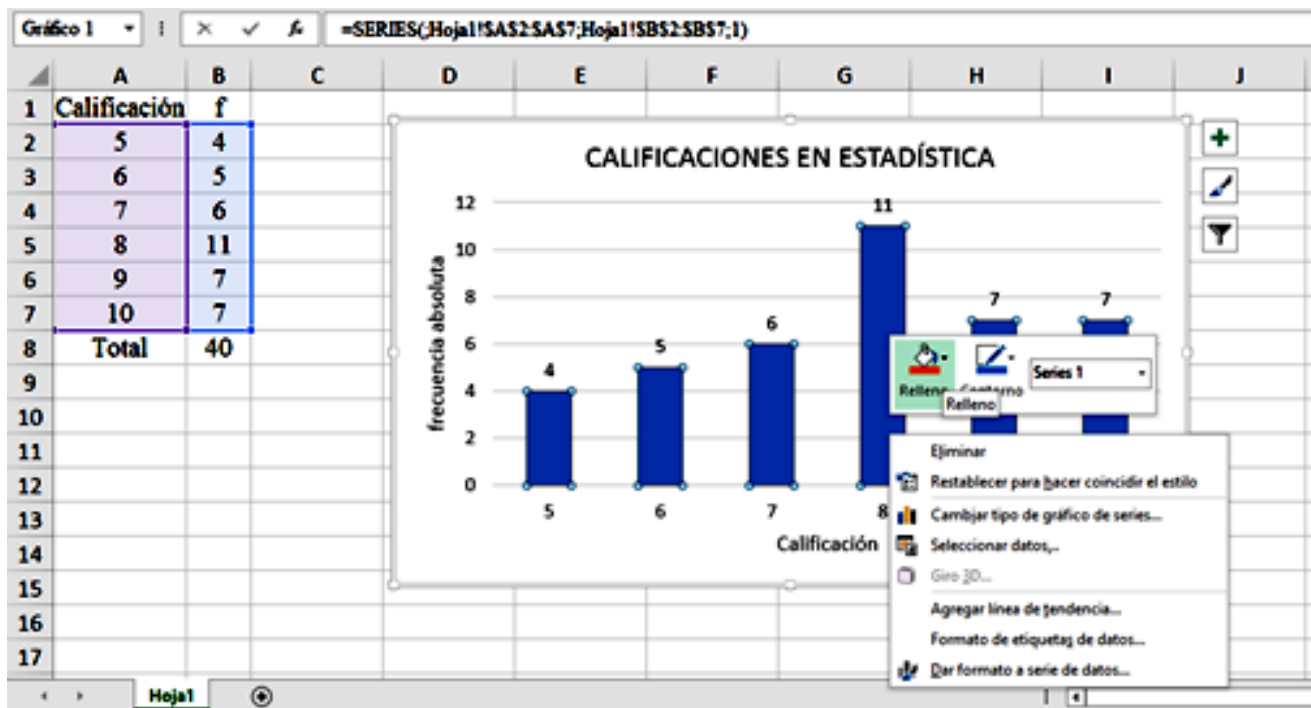 Gráfico 1 fx =SERIES(;Hoja1!$A$2:$A$7;Hoja1!$B$2:$B$7;1)
A B C D E F G H I J
1 Calificación f
2 5 4
3 6 5
4 7 6
5 8 11
6 9 7
7 10 7
8 Total 40
9
10
11
12
13
14
15
16
17
CALIFICACIONES EN ESTADÍSTICA
frecuencia absoluta
12
10
8
6
4
2
0
4 5 6 11 7 7
5 6 7 8
Calificación
Relleno Contorno Series 1
Relleno
Eliminar
Restablecer para hacer coincidir el estilo
Cambiar tipo de gráfico de series...
Seleccionar datos...
Giro 3D...
Agregar línea de tendencia...
Formato de etiquetas de datos...
Dar formato a serie de datos...
Hoja1